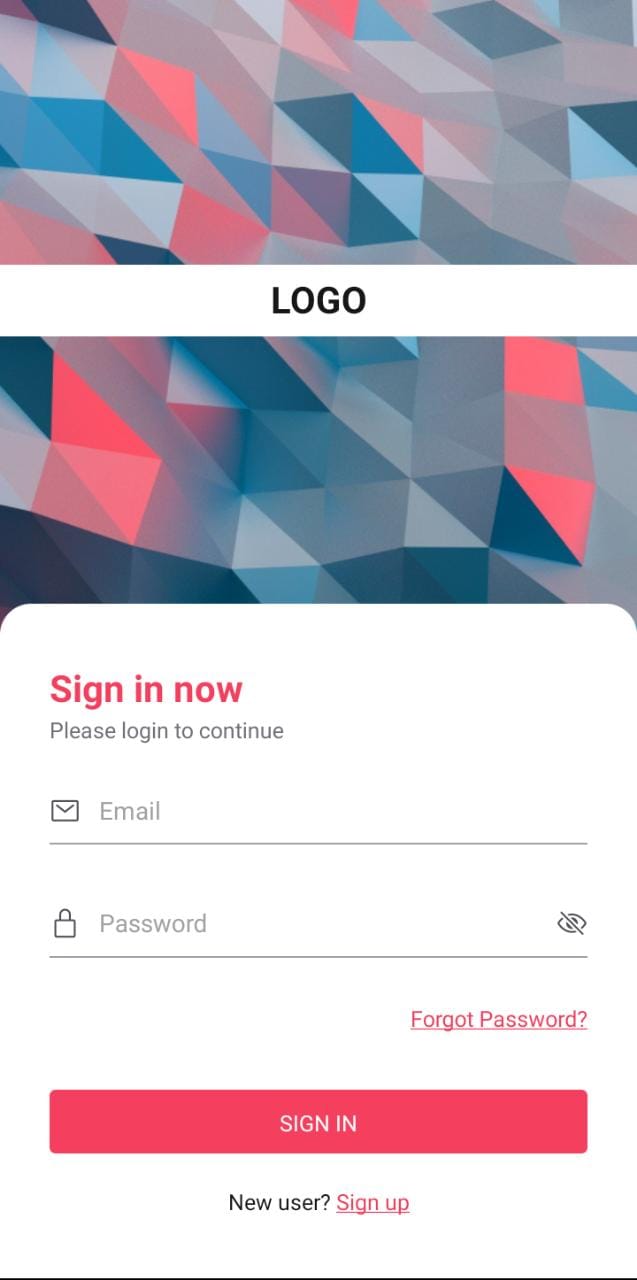 LOGO
Sign in now
Please login to continue
Email
Password
Forgot Password?
SIGN IN
New user? Sign up